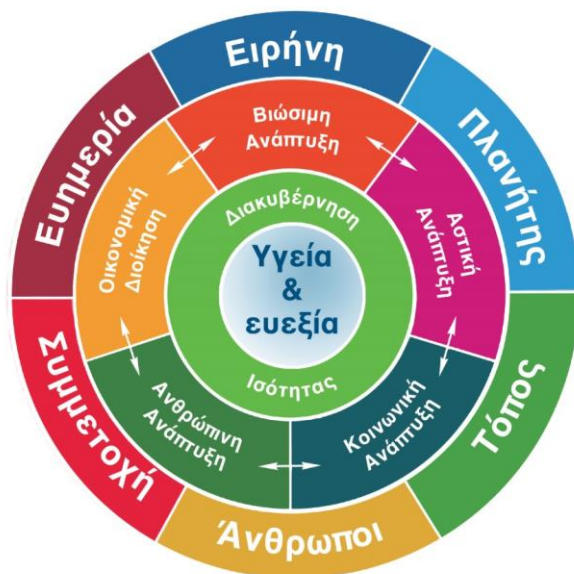 Ειρήνη
Πλανήτης
Τόπος
Άνθρωποι
Συμμετοχή
Ευημερία
Βιώσιμη
Ανάπτυξη
Αστική
Ανάπτυξη
Κοινωνική
Ανάπτυξη
Ανθρώπινη
Ανάπτυξη
Οικονομική
Διοίκηση
Διακυβέρνηση
Ισότητας
Υγεία
&
ευεξία